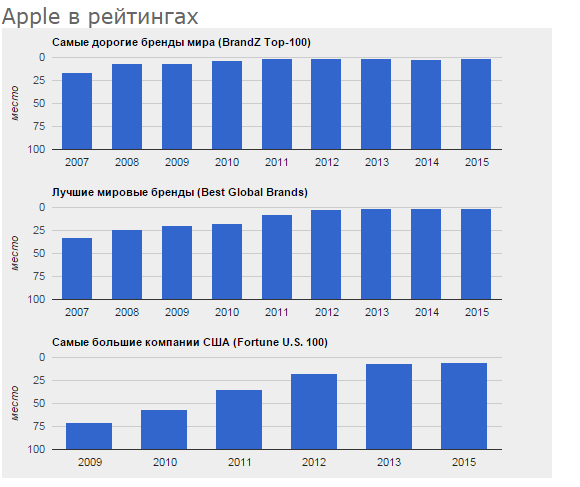 Apple в рейтингах
Самые дорогие бренды мира (BrandZ Top-100)
0
25
50
75
100
место
2007 2008 2009 2010 2011 2012 2013 2014 2015
Лучшие мировые бренды (Best Global Brands)
0
25
50
75
100
место
2007 2008 2009 2010 2011 2012 2013 2014 2015
Самые большие компании США (Fortune U.S. 100)
0
25
50
75
100
место
2009 2010 2011 2012 2013 2015